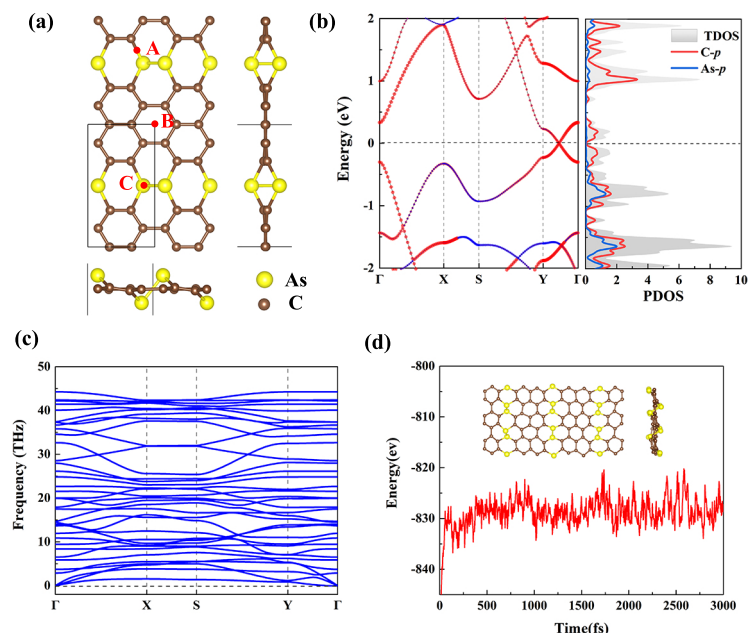 (a)
A
B
C
As
C
(b)
2
1
0
-1
-2
Energy (eV)
Γ X S Y Γ
TDOS
C-p
As-p
0 2 4 6 8 10
PDOS
(c)
50
40
30
20
10
0
Frequency (THz)
Γ X S Y Γ
(d)
-800
-810
-820
-830
-840
Energy(ev)
0 500 1000 1500 2000 2500 3000
Time(fs)